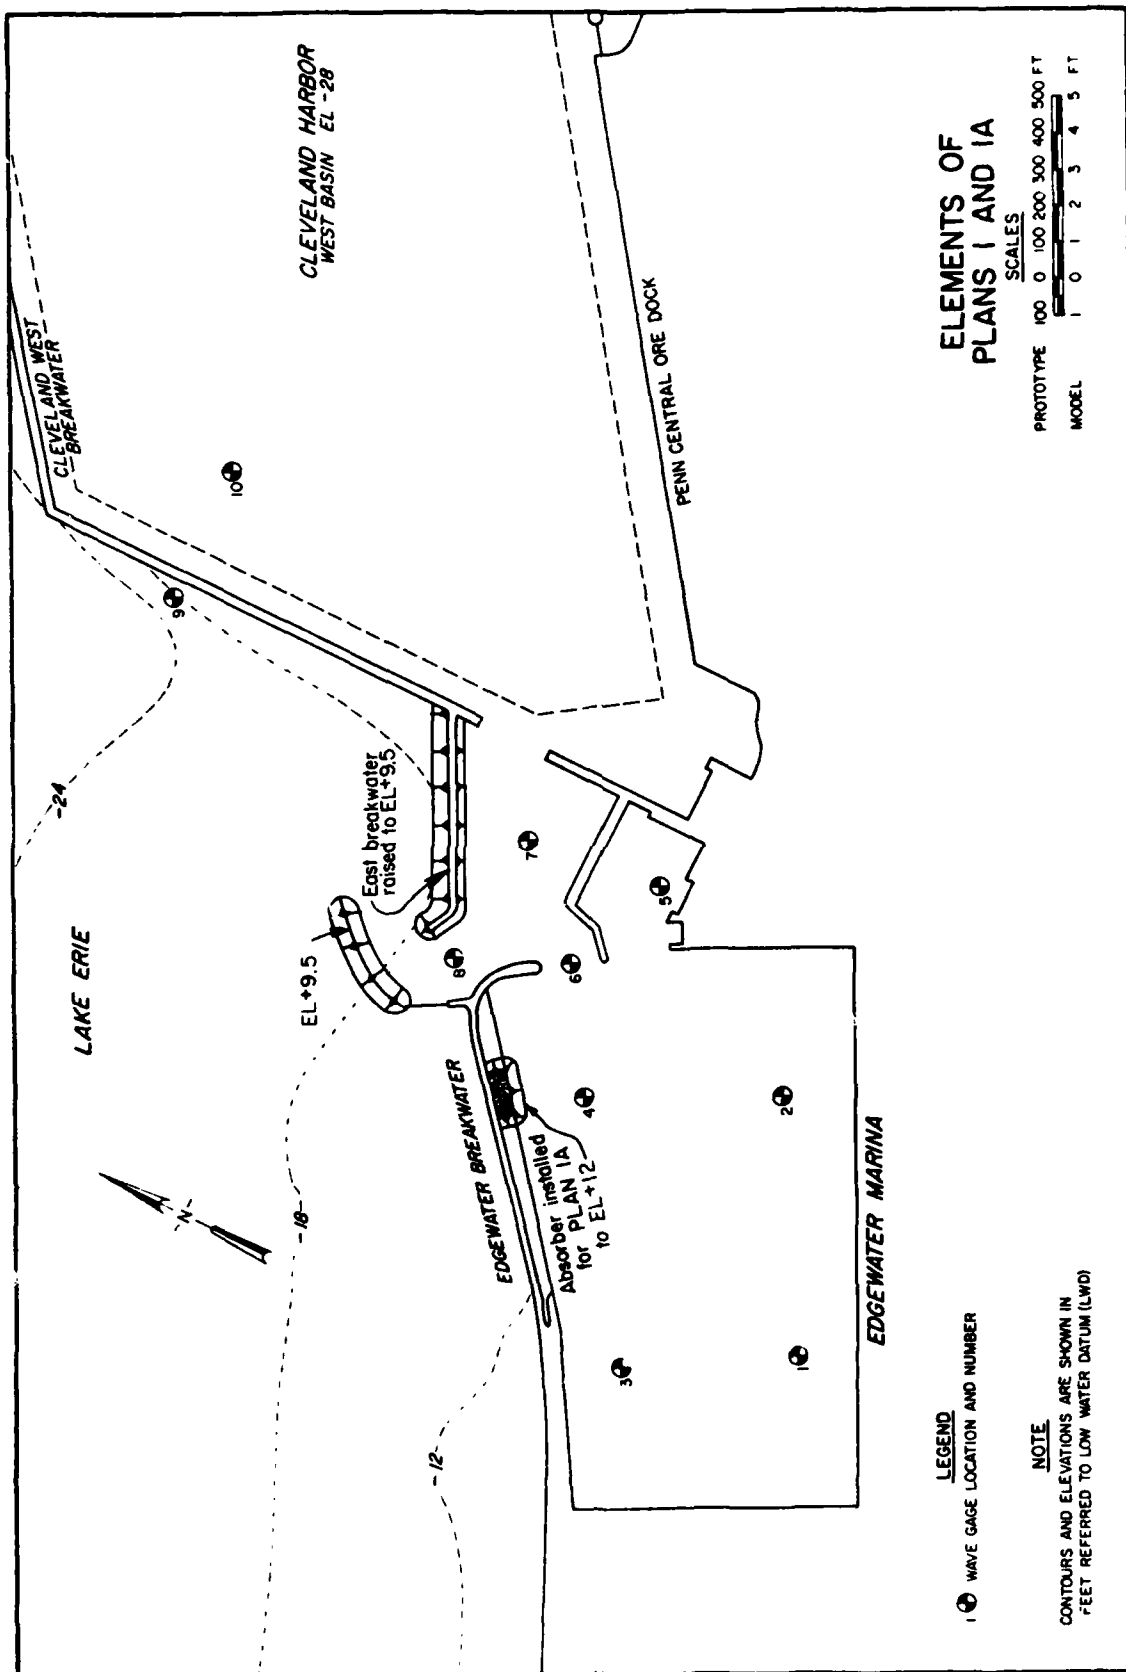 LAKE ERIE
CLEVELAND WEST
BREAKWATER
CLEVELAND HARBOR
WEST BASIN EL -28
-24
-18
-12
N
EL+9.5
East breakwater
raised to EL+9.5
9
10
8
7
6
5
4
3
2
1
EDGEWATER BREAKWATER
Absorber installed
for PLAN 1A
to EL+12
PENN CENTRAL ORE DOCK
EDGEWATER MARINA
LEGEND
1 WAVE GAGE LOCATION AND NUMBER
NOTE
CONTOURS AND ELEVATIONS ARE SHOWN IN
FEET REFERRED TO LOW WATER DATUM (LWD)
ELEMENTS OF
PLANS 1 AND 1A
SCALES
PROTOTYPE 100 0 100 200 300 400 500 FT
MODEL 1 0 1 2 3 4 5 FT